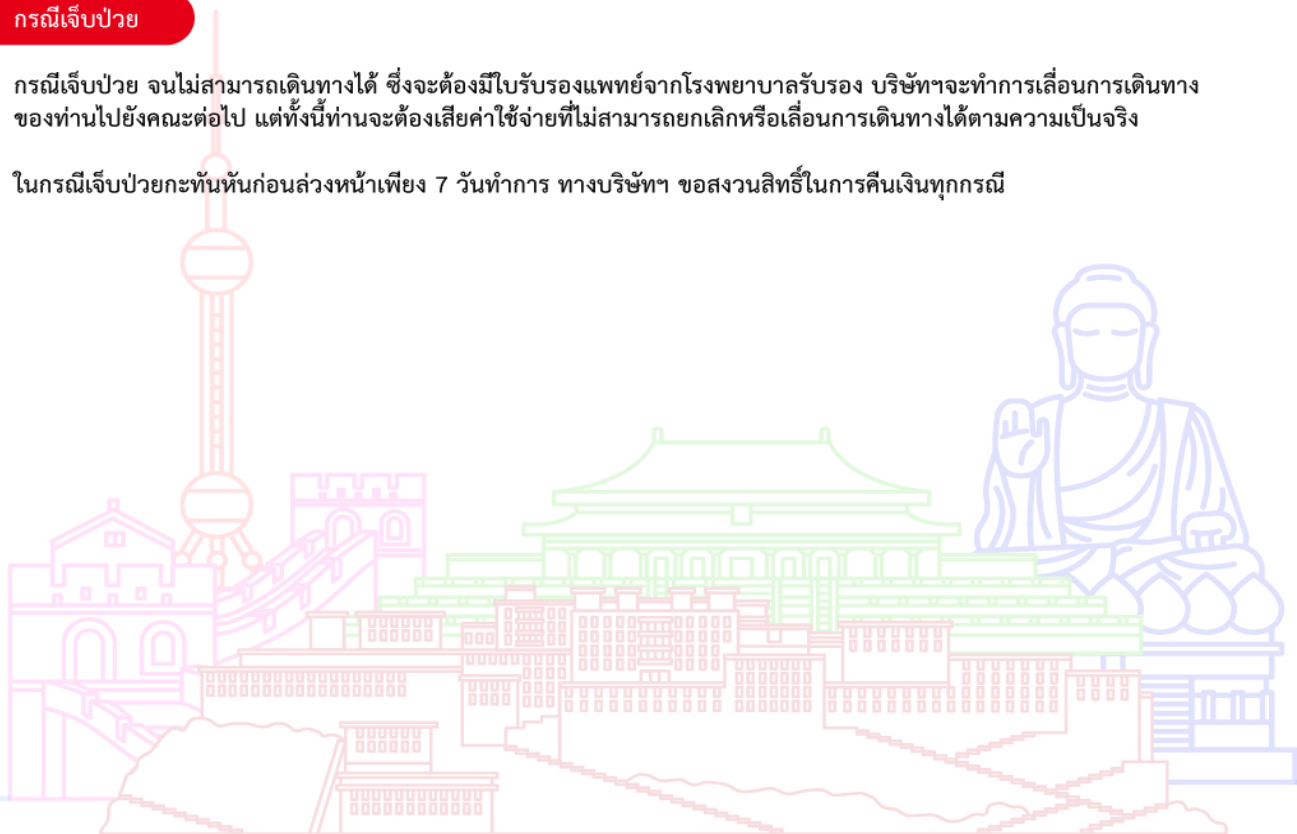 กรณีเจ็บป่วย
กรณีเจ็บป่วย จนไม่สามารถเดินทางได้ ซึ่งจะต้องมีใบรับรองแพทย์จากโรงพยาบาลรับรอง บริษัทฯจะทำการเลื่อนการเดินทาง
ของท่านไปยังคณะต่อไป แต่ทั้งนี้ท่านจะต้องเสียค่าใช้จ่ายที่ไม่สามารถยกเลิกหรือเลื่อนการเดินทางได้ตามความเป็นจริง
ในกรณีเจ็บป่วยกะทันหันก่อนล่วงหน้าเพียง 7 วันทำการ ทางบริษัทฯ ขอสงวนสิทธิ์ในการคืนเงินทุกกรณี